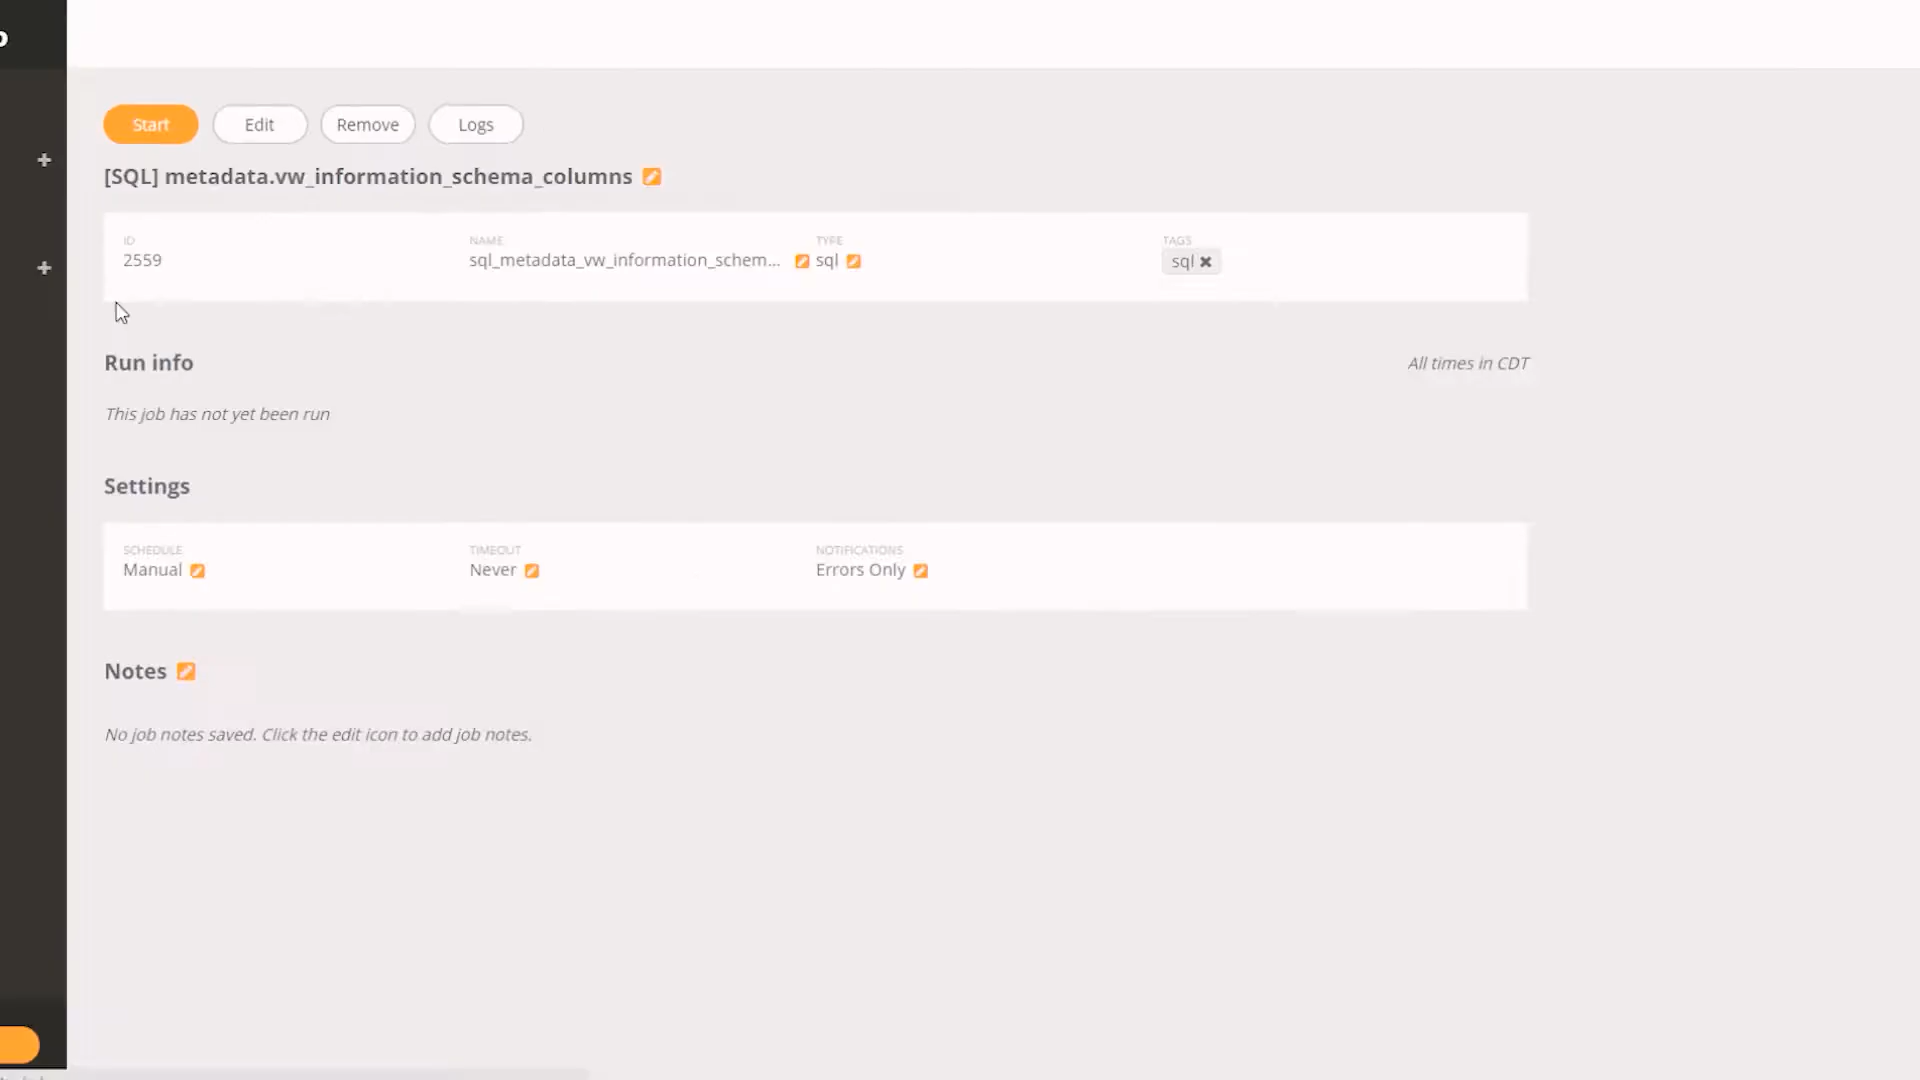 Start Edit Remove Logs
[SQL] metadata.vw_information_schema_columns
ID NAME TYPE TAGS
2559 sql_metadata_vw_information_schem... sql sql ✖
Run info All times in CDT
This job has not yet been run
Settings
SCHEDULE TIMEOUT NOTIFICATIONS
Manual Never Errors Only
Notes
No job notes saved. Click the edit icon to add job notes.